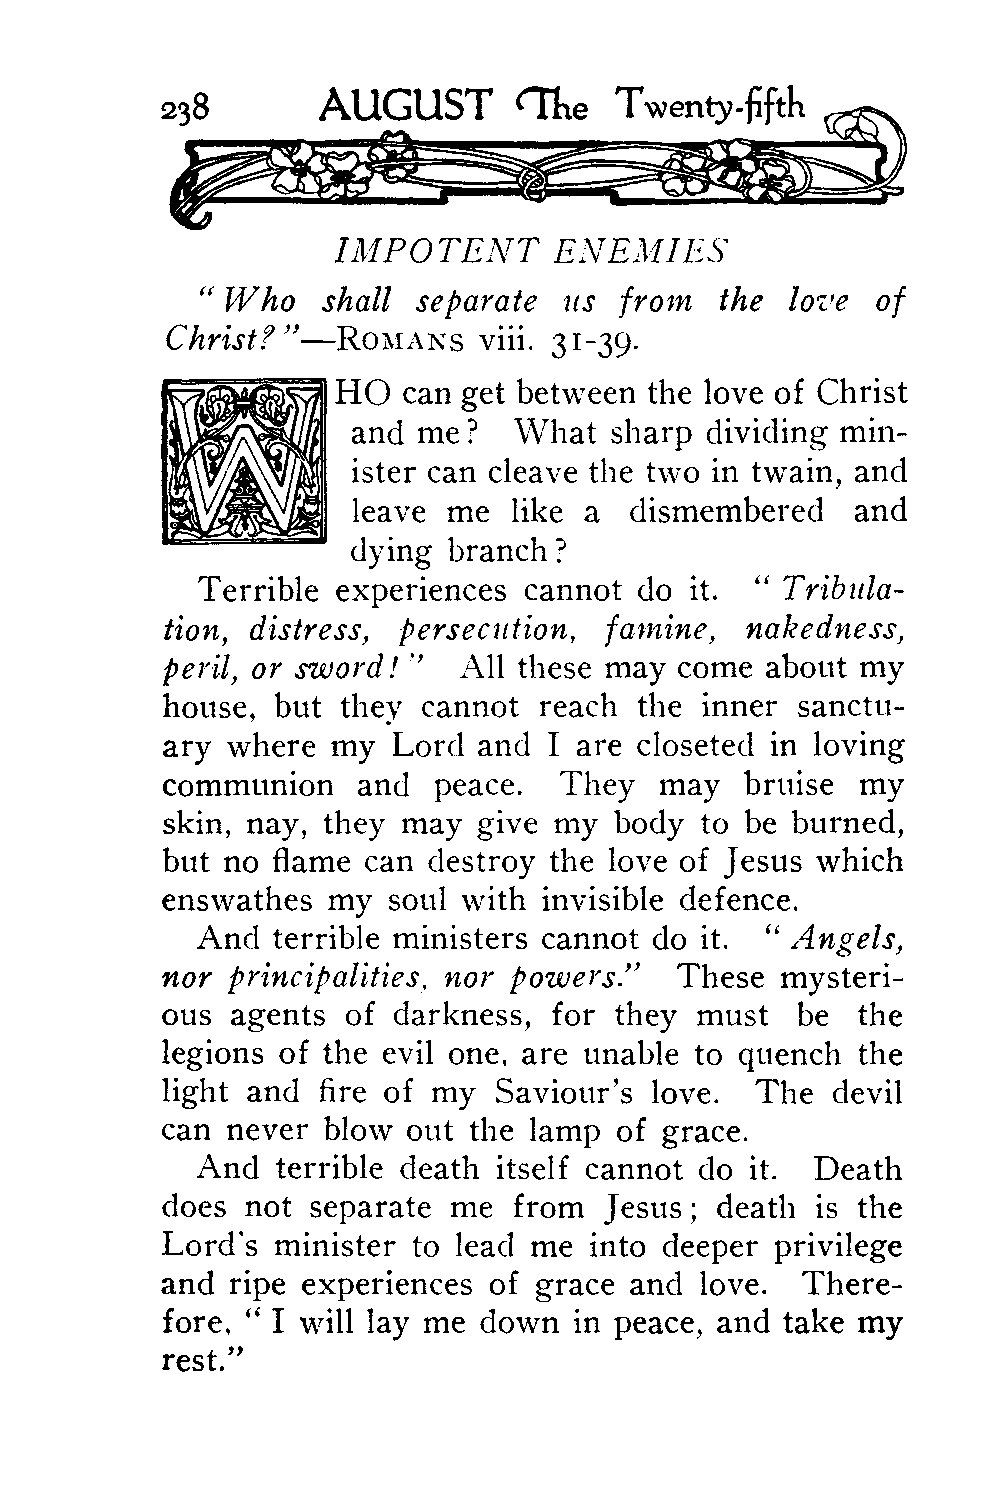 238 AUGUST The Twenty-fifth
IMPOTENT ENEMIES
" Who shall separate us from the love of
Christ? "—ROMANS viii. 31-39.
WHO can get between the love of Christ
and me? What sharp dividing min-
ister can cleave the two in twain, and
leave me like a dismembered and
dying branch?
Terrible experiences cannot do it. " Tribula-
tion, distress, persecution, famine, nakedness,
peril, or sword! " All these may come about my
house, but they cannot reach the inner sanctu-
ary where my Lord and I are closeted in loving
communion and peace. They may bruise my
skin, nay, they may give my body to be burned,
but no flame can destroy the love of Jesus which
enswathes my soul with invisible defence.
And terrible ministers cannot do it. " Angels,
nor principalities, nor powers." These mysteri-
ous agents of darkness, for they must be the
legions of the evil one, are unable to quench the
light and fire of my Saviour's love. The devil
can never blow out the lamp of grace.
And terrible death itself cannot do it. Death
does not separate me from Jesus; death is the
Lord's minister to lead me into deeper privilege
and ripe experiences of grace and love. There-
fore, " I will lay me down in peace, and take my
rest."